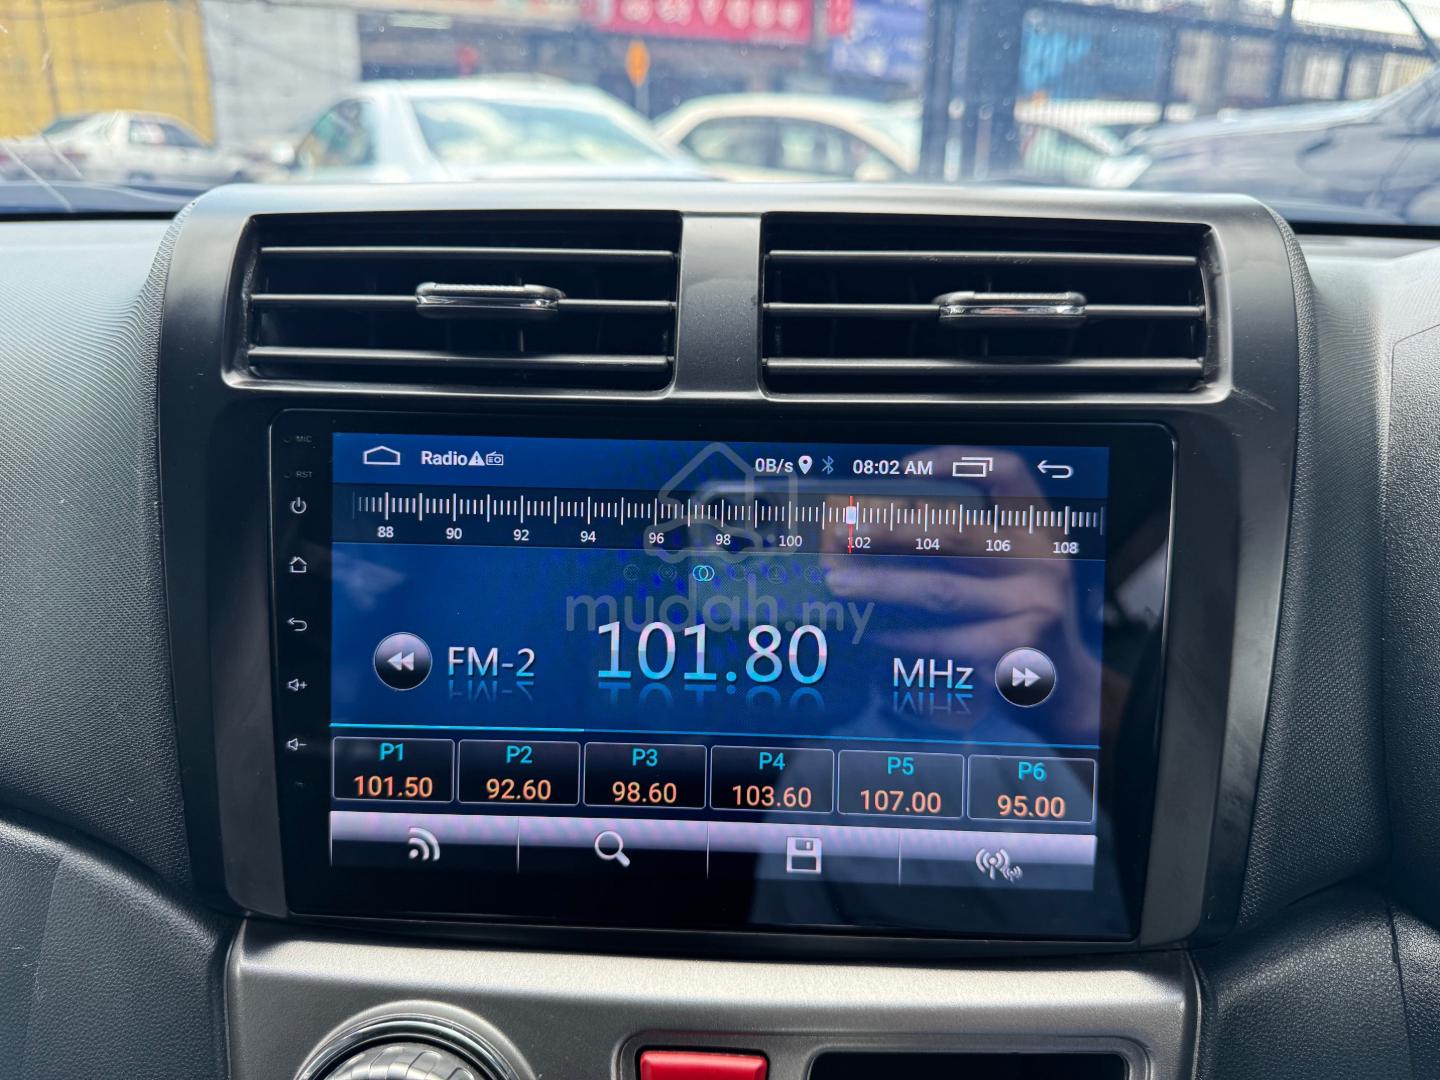 MIC
RST
Radio
0B/s
08:02 AM
88 90 92 94 96 98 100 102 104 106 108
mudah.my
FM-2 101.80 MHz
P1 P2 P3 P4 P5 P6
101.50 92.60 98.60 103.60 107.00 95.00